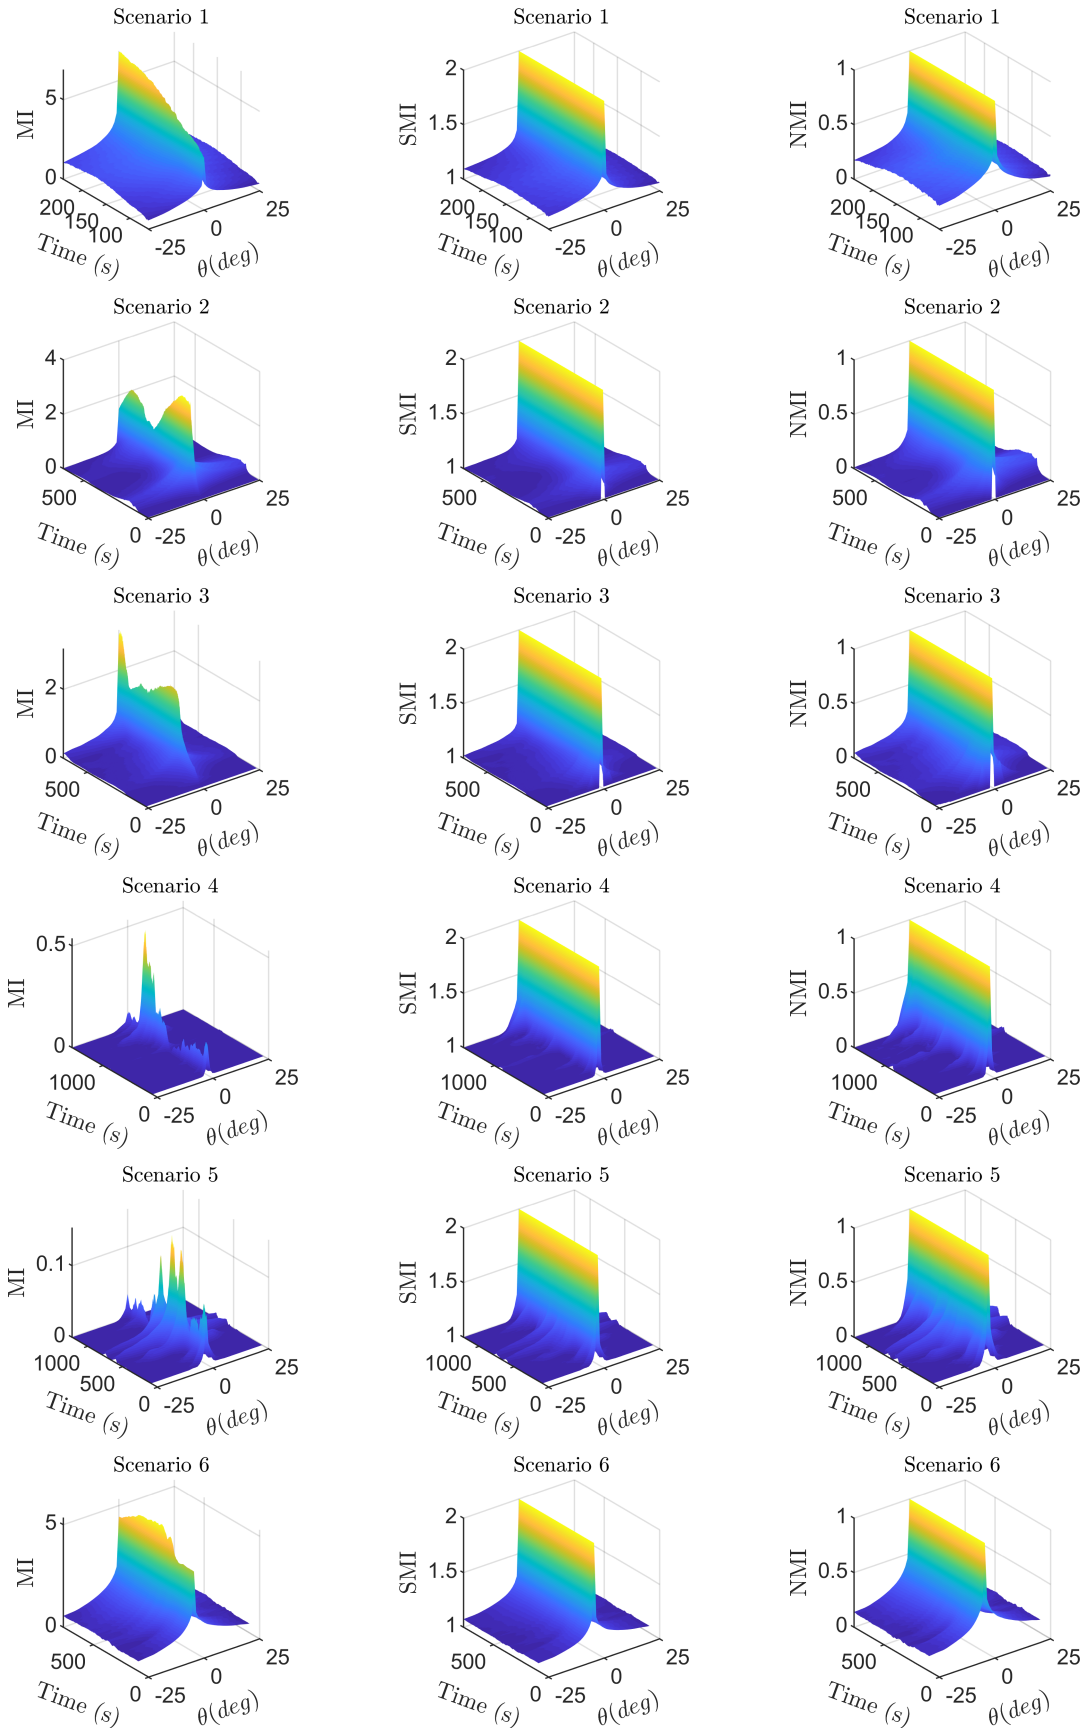 Scenario 1 Scenario 1 Scenario 1
5 2 1
MI SMI 1.5 NMI 0.5
0 1 0
200 150 100 25 200 150 100 25 200 150 100 25
Time (s) -25 0 θ(deg) Time (s) -25 0 θ(deg) Time (s) -25 0 θ(deg)
Scenario 2 Scenario 2 Scenario 2
4 2 1
MI 2 SMI 1.5 NMI 0.5
0 1 0
500 25 500 25 500 25
Time (s) 0 -25 0 θ(deg) Time (s) 0 -25 0 θ(deg) Time (s) 0 -25 0 θ(deg)
Scenario 3 Scenario 3 Scenario 3
2 1
MI 2 SMI 1.5 NMI 0.5
0 1 0
500 25 500 25 500 25
Time (s) 0 -25 0 θ(deg) Time (s) 0 -25 0 θ(deg) Time (s) 0 -25 0 θ(deg)
Scenario 4 Scenario 4 Scenario 4
0.5 2 1
MI SMI 1.5 NMI 0.5
0 1 0
1000 25 1000 25 1000 25
Time (s) 0 -25 0 θ(deg) Time (s) 0 -25 0 θ(deg) Time (s) 0 -25 0 θ(deg)
Scenario 5 Scenario 5 Scenario 5
2 1
MI 0.1 SMI 1.5 NMI 0.5
0 1 0
1000 500 25 1000 500 25 1000 500 25
Time (s) 0 -25 0 θ(deg) Time (s) 0 -25 0 θ(deg) Time (s) 0 -25 0 θ(deg)
Scenario 6 Scenario 6 Scenario 6
5 2 1
MI SMI 1.5 NMI 0.5
0 1 0
500 25 500 25 500 25
Time (s) 0 -25 0 θ(deg) Time (s) 0 -25 0 θ(deg) Time (s) 0 -25 0 θ(deg)